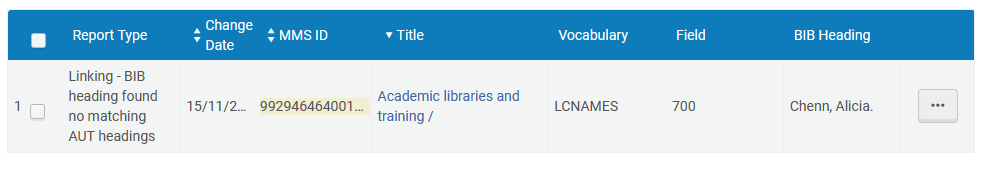 Report Type
Change Date
MMS ID
Title
Vocabulary
Field
BIB Heading
1
Linking - BIB
heading found
no matching
AUT headings
15/11/2...
992946464001...
Academic libraries and
training /
LCNAMES
700
Chenn, Alicia.